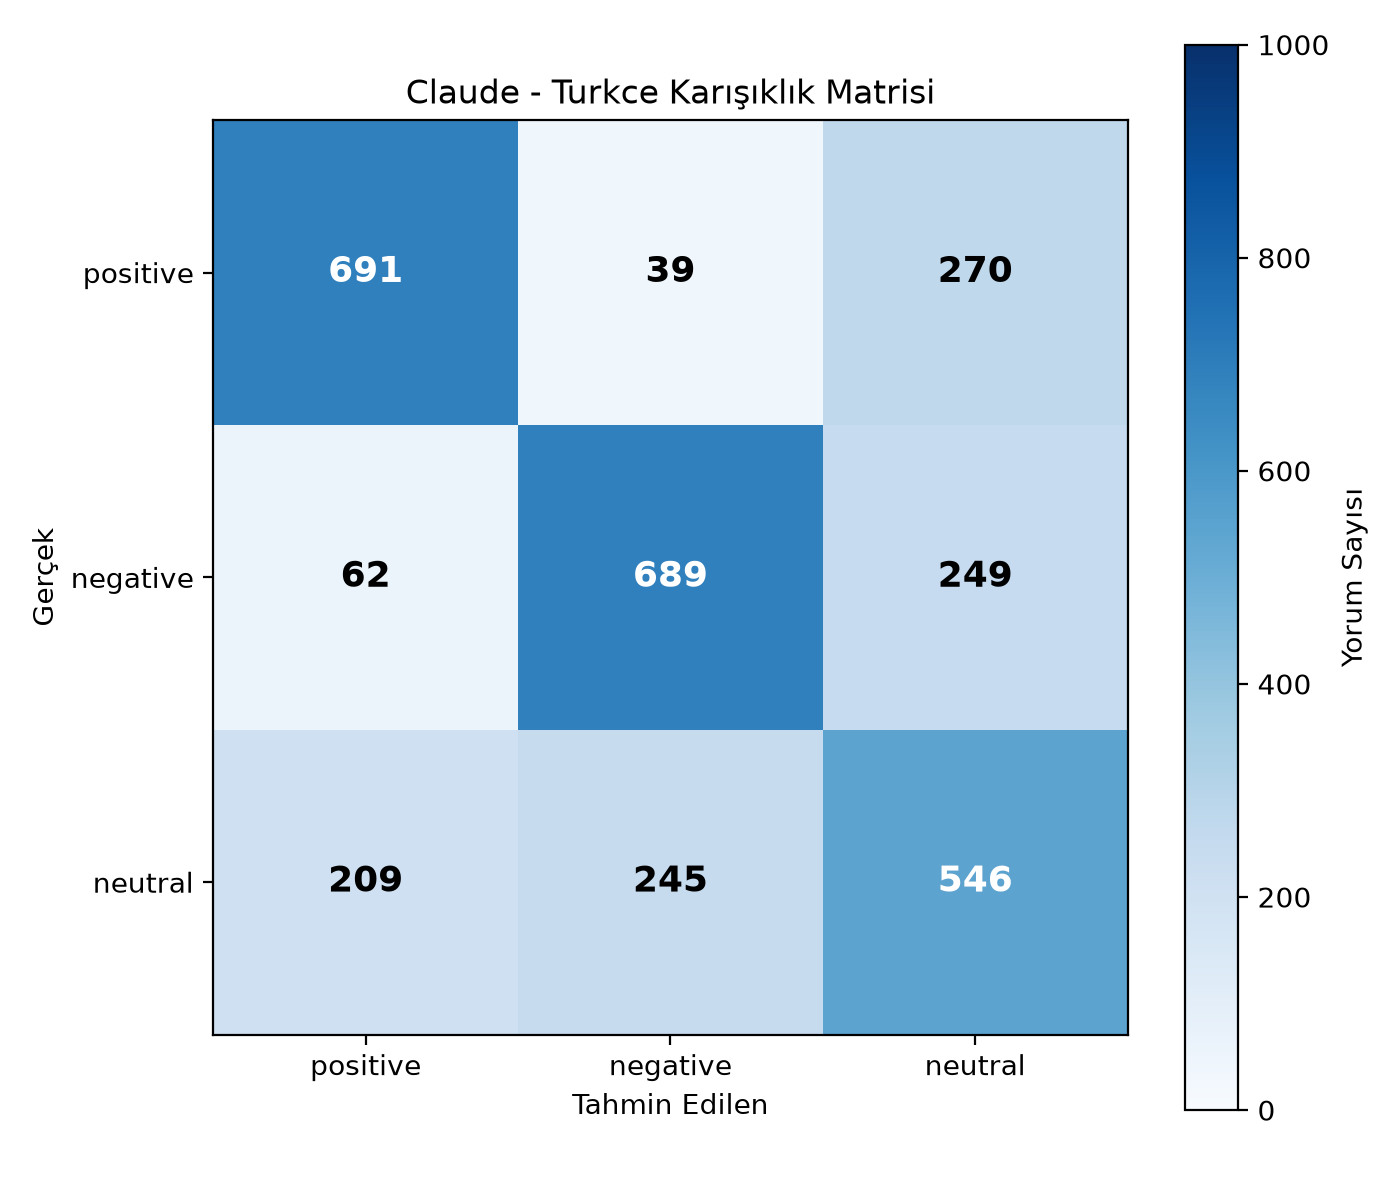 Claude - Turkce Karışıklık Matrisi
positive 691 39 270
negative 62 689 249
neutral 209 245 546
positive negative neutral
Tahmin Edilen
Gerçek
1000
800
600
400
200
0
Yorum Sayısı